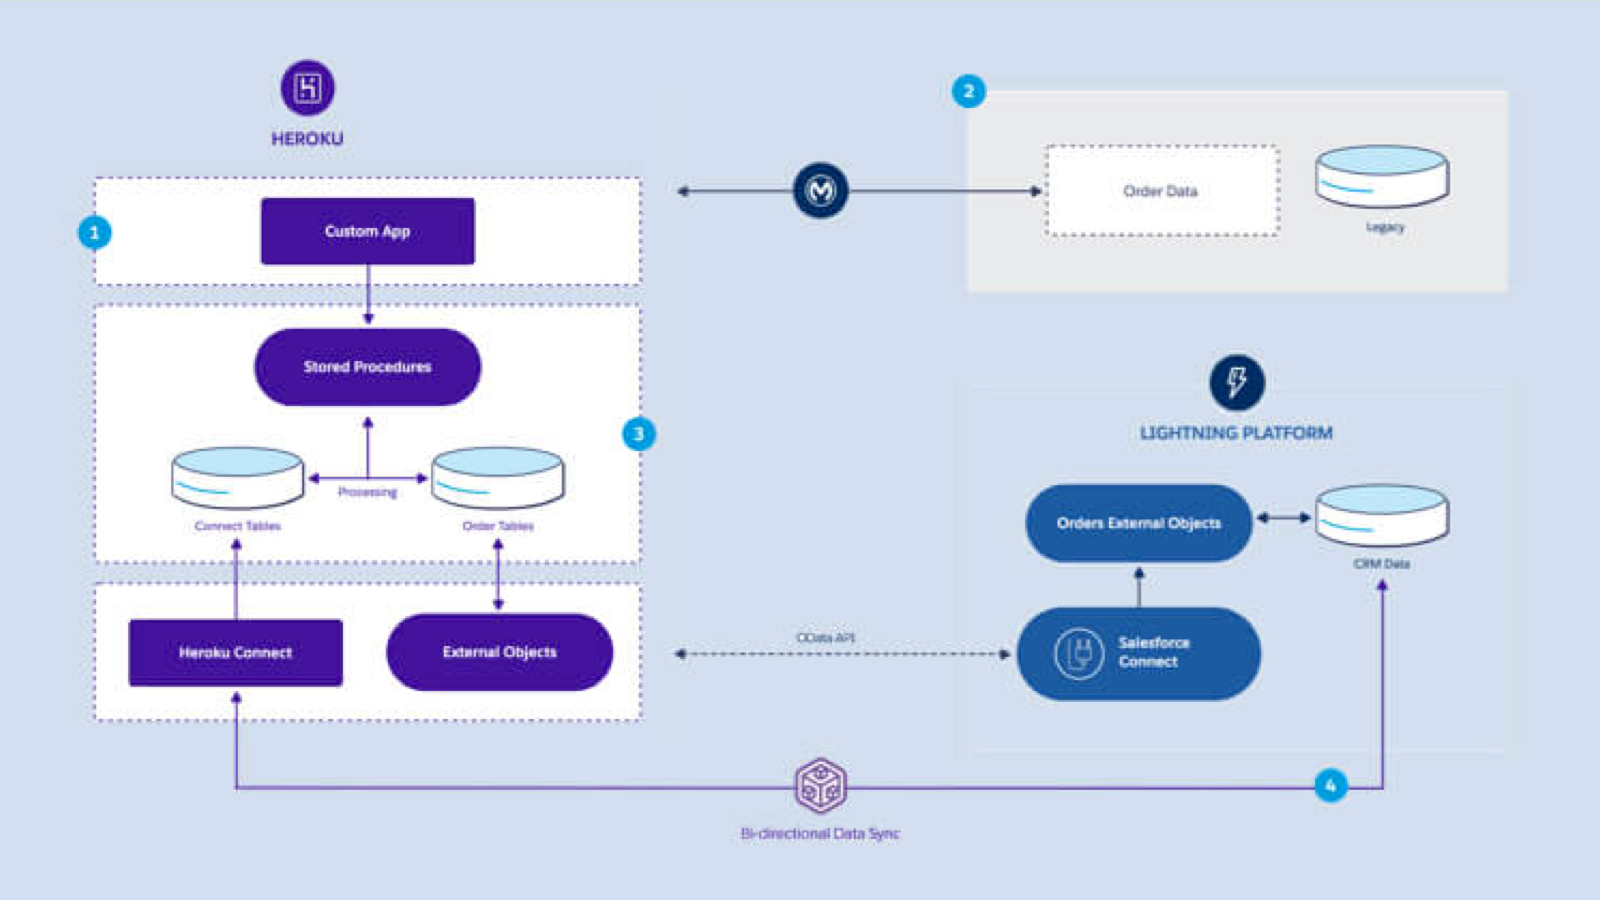 HEROKU
1
Custom App
Stored Procedures
3
Processing
Connect Tables
Order Tables
Heroku Connect
External Objects
2
Order Data
Legacy
LIGHTNING PLATFORM
Orders External Objects
CRM Data
OData API
Salesforce
Connect
4
Bi-directional Data Sync